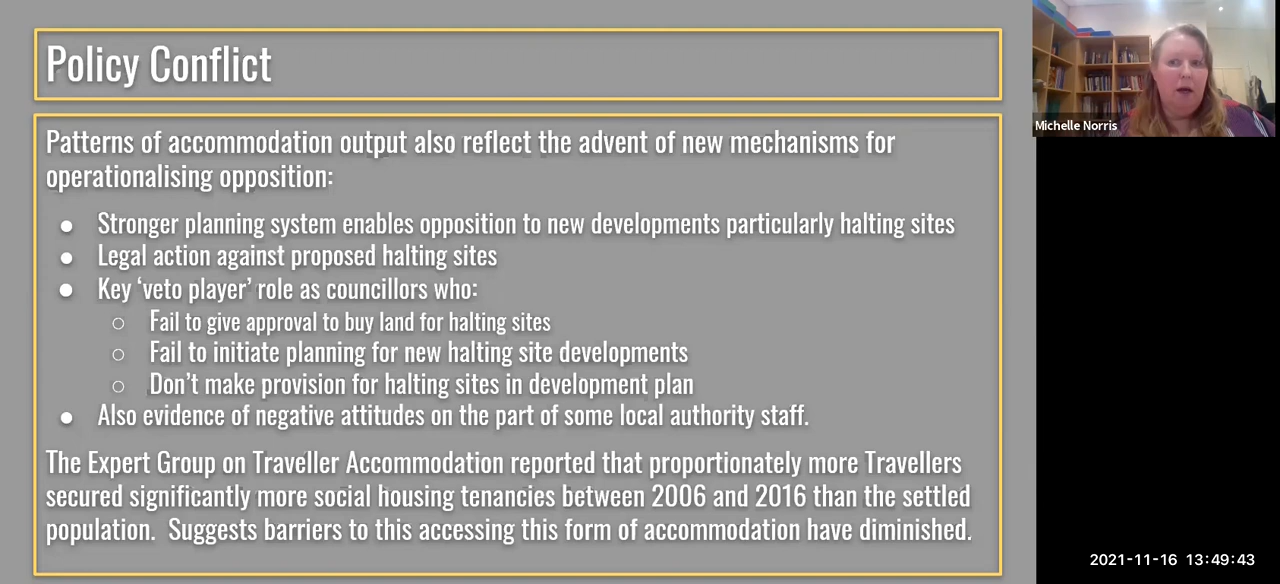 Policy Conflict
Patterns of accommodation output also reflect the advent of new mechanisms for
operationalising opposition:
● Stronger planning system enables opposition to new developments particularly halting sites
● Legal action against proposed halting sites
● Key ‘veto player’ role as councillors who:
○ Fail to give approval to buy land for halting sites
○ Fail to initiate planning for new halting site developments
○ Don’t make provision for halting sites in development plan
● Also evidence of negative attitudes on the part of some local authority staff.
The Expert Group on Traveller Accommodation reported that proportionately more Travellers
secured significantly more social housing tenancies between 2006 and 2016 than the settled
population. Suggests barriers to this accessing this form of accommodation have diminished.
Michelle Norris
2021-11-16 13:49:43